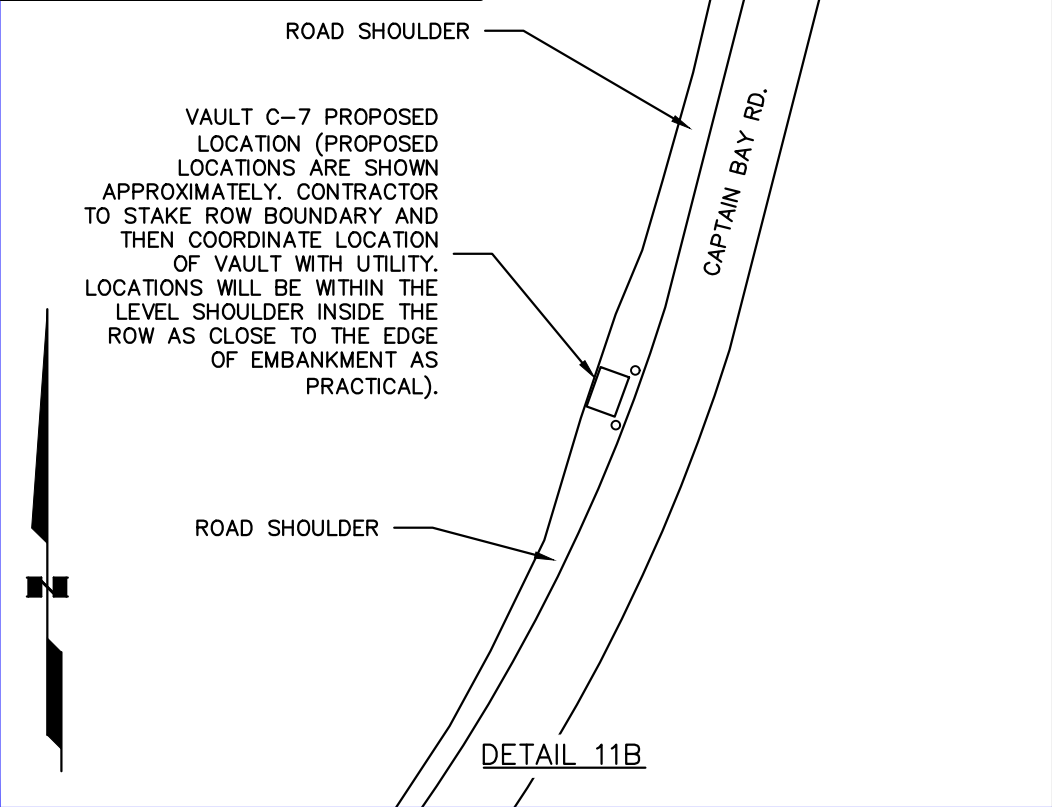 ROAD SHOULDER
VAULT C-7 PROPOSED
LOCATION (PROPOSED
LOCATIONS ARE SHOWN
APPROXIMATELY. CONTRACTOR
TO STAKE ROW BOUNDARY AND
THEN COORDINATE LOCATION
OF VAULT WITH UTILITY.
LOCATIONS WILL BE WITHIN THE
LEVEL SHOULDER INSIDE THE
ROW AS CLOSE TO THE EDGE
OF EMBANKMENT AS
PRACTICAL).
CAPTAIN BAY RD.
ROAD SHOULDER
N
DETAIL 11B